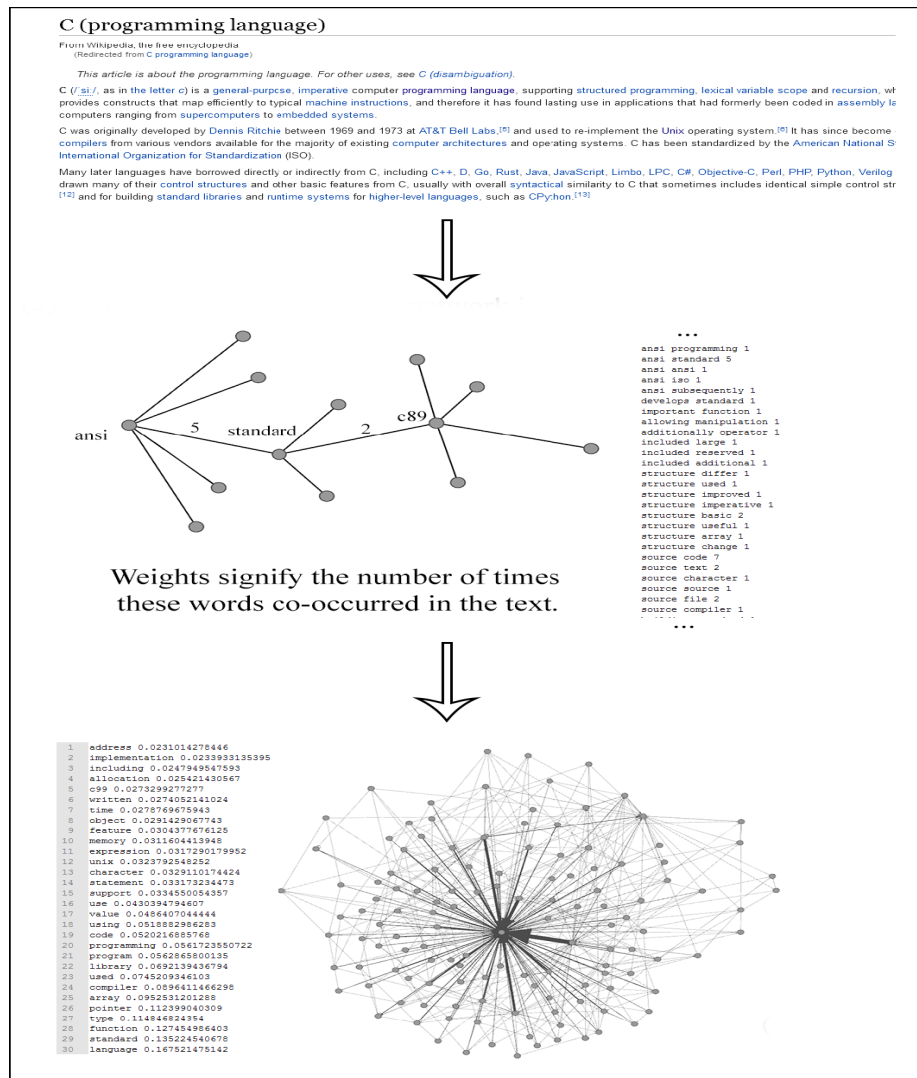 C (programming language)
From Wikipedia, the free encyclopedia
(Redirected from C programming language)
This article is about the programming language. For other uses, see C (disambiguation).
C (/ˈsiː/, as in the letter c) is a general-purpose, imperative computer programming language, supporting structured programming, lexical variable scope and recursion, wh
provides constructs that map efficiently to typical machine instructions, and therefore it has found lasting use in applications that had formerly been coded in assembly la
computers ranging from supercomputers to embedded systems.
C was originally developed by Dennis Ritchie between 1969 and 1973 at AT&T Bell Labs,[5] and used to re-implement the Unix operating system.[6] It has since become
compilers from various vendors available for the majority of existing computer architectures and operating systems. C has been standardized by the American National S
International Organization for Standardization (ISO).
Many later languages have borrowed directly or indirectly from C, including C++, D, Go, Rust, Java, JavaScript, Limbo, LPC, C#, Objective-C, Perl, PHP, Python, Verilog
drawn many of their control structures and other basic features from C, usually with overall syntactical similarity to C that sometimes includes identical simple control str
[12] and for building standard libraries and runtime systems for higher-level languages, such as CPython.[13]
ansi
5
standard
2
c89
...
ansi programming 1
ansi standard 5
ansi ansi 1
ansi iso 1
ansi subsequently 1
develops standard 1
important function 1
allowing manipulation 1
additionally operator 1
included large 1
included reserved 1
included additional 1
structure differ 1
structure used 1
structure improved 1
structure imperative 1
structure basic 2
structure useful 1
structure array 1
structure change 1
source code 7
source text 2
source character 1
source source 1
source file 2
source compiler 1
...
Weights signify the number of times
these words co-occurred in the text.
1 address 0.0231014278446
2 implementation 0.0233933135395
3 including 0.0247949547593
4 allocation 0.025421430567
5 c99 0.0273299277277
6 written 0.0274052141024
7 time 0.0278769675943
8 object 0.0291429067743
9 feature 0.0304377676125
10 memory 0.0311604413948
11 expression 0.0317290179952
12 unix 0.0323792548252
13 character 0.0329110174424
14 statement 0.033173234473
15 support 0.0334550054357
16 use 0.0430394794607
17 value 0.0486407044444
18 using 0.0518882986283
19 code 0.0520216885768
20 programming 0.0561723550722
21 program 0.0562865800135
22 library 0.0692139436794
23 used 0.0745209346103
24 compiler 0.0896411466298
25 array 0.0952531201288
26 pointer 0.112399040309
27 type 0.114846824354
28 function 0.127454986403
29 standard 0.135224540678
30 language 0.167521475142